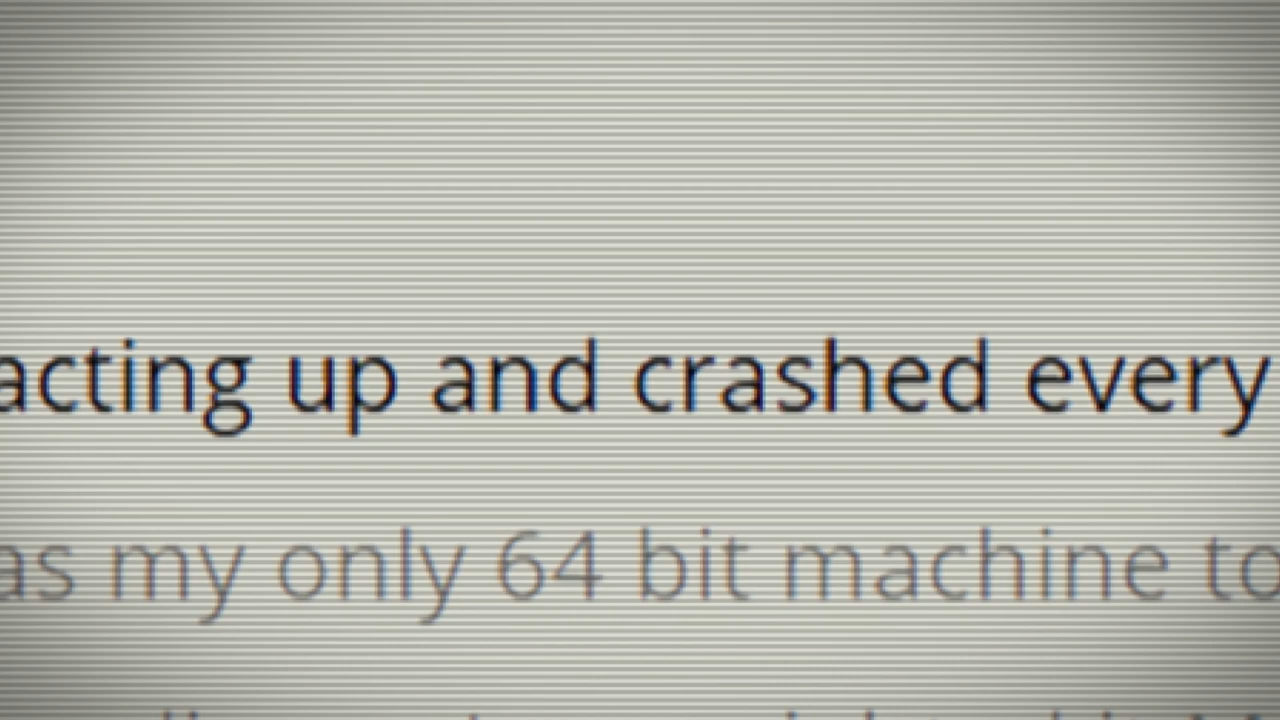 acting up and crashed every
as my only 64 bit machine to